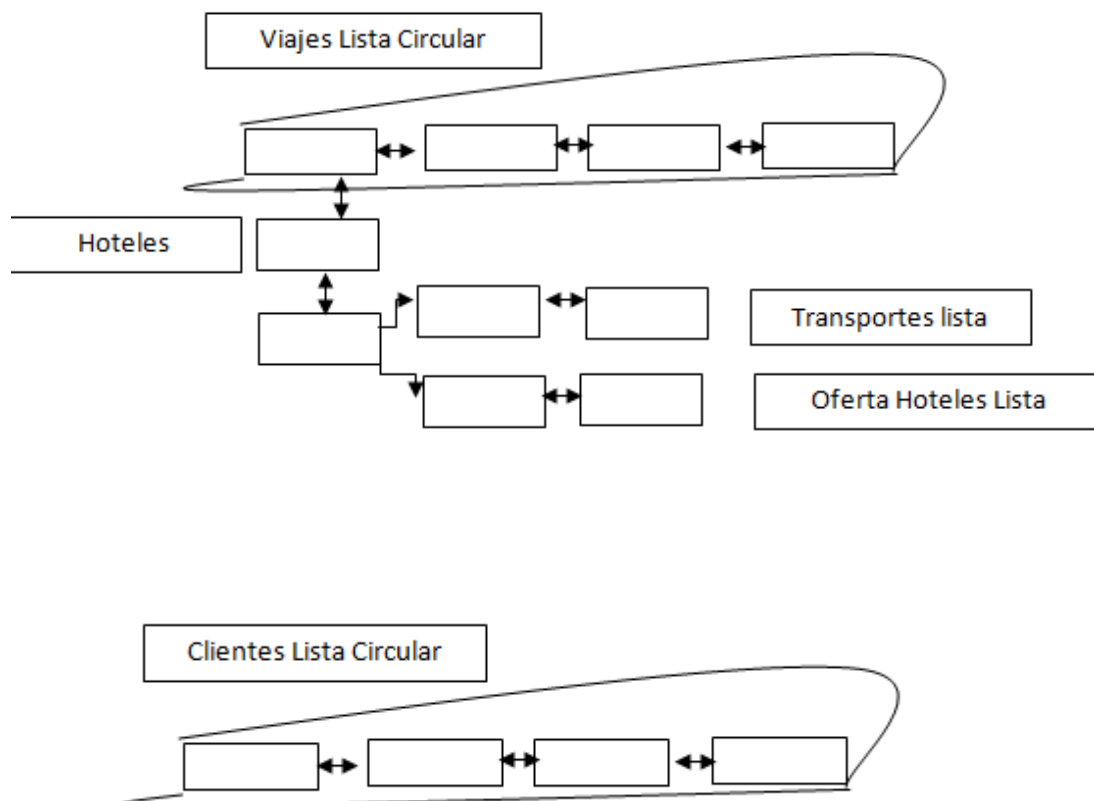 Viajes Lista Circular
Hoteles
Transportes lista
Oferta Hoteles Lista
Clientes Lista Circular